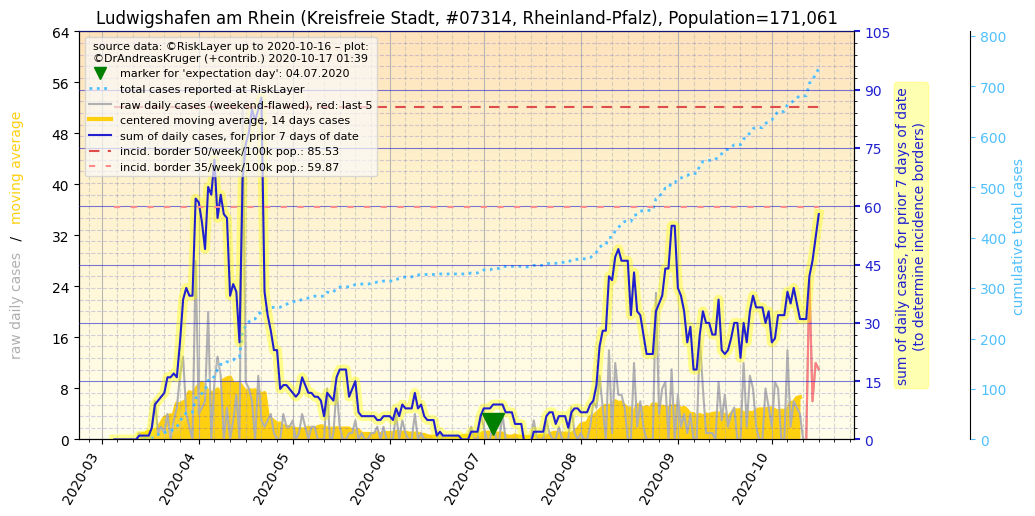 Ludwigshafen am Rhein (Kreisfreie Stadt, #07314, Rheinland-Pfalz), Population=171,061
source data: ©RiskLayer up to 2020-10-16 – plot:
©DrAndreasKruger (+contrib.) 2020-10-17 01:39
marker for 'expectation day': 04.07.2020
total cases reported at RiskLayer
raw daily cases (weekend-flawed), red: last 5
centered moving average, 14 days cases
sum of daily cases, for prior 7 days of date
incid. border 50/week/100k pop.: 85.53
incid. border 35/week/100k pop.: 59.87
raw daily cases / moving average
64
56
48
40
32
24
16
8
0
2020-03
2020-04
2020-05
2020-06
2020-07
2020-08
2020-09
2020-10
105
90
75
60
45
30
15
0
sum of daily cases, for prior 7 days of date
(to determine incidence borders)
800
700
600
500
400
300
200
100
0
cumulative total cases